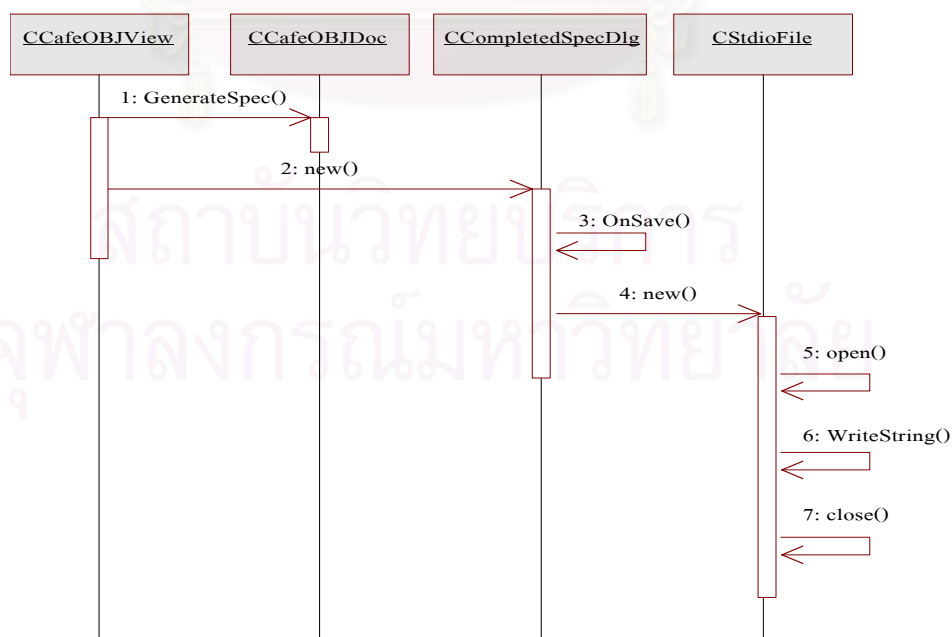 CCafeOBJView
CCafeOBJDoc
CCompletedSpecDlg
CStdioFile
1: GenerateSpec()
2: new()
3: OnSave()
4: new()
5: open()
6: WriteString()
7: close()
สถาบันวิทยบริการ
จุฬาลงกรณ์มหาวิทยาลัย